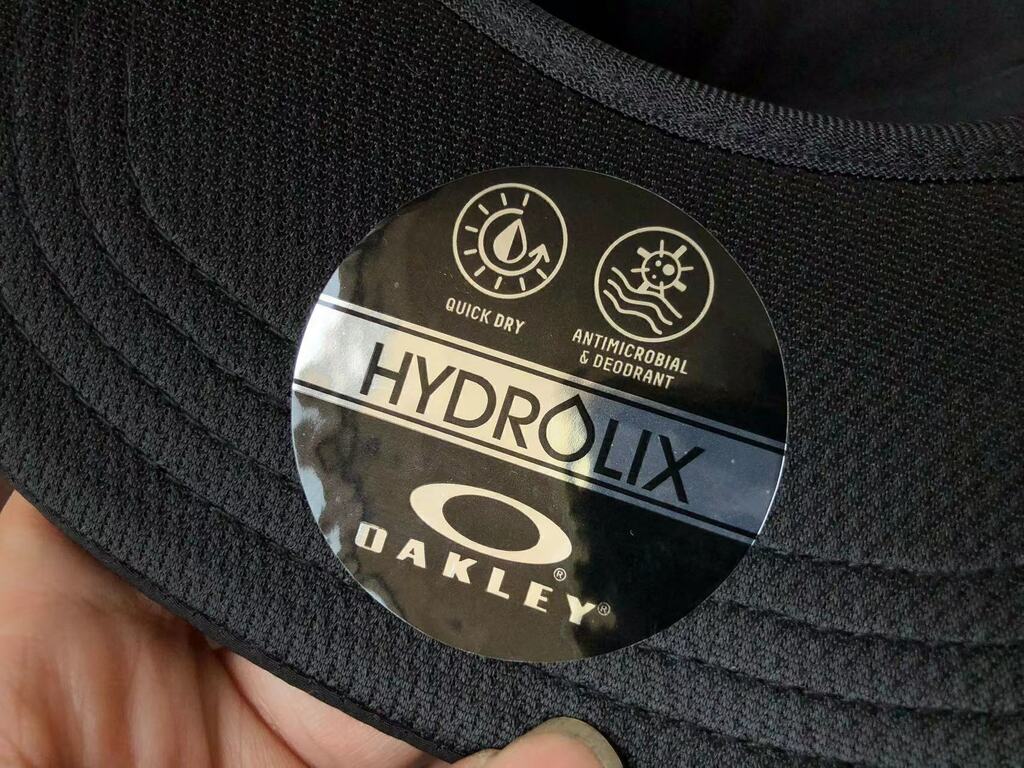 QUICK DRY
ANTIMICROBIAL
& DEODRANT
HYDROLIX
OAKLEY®